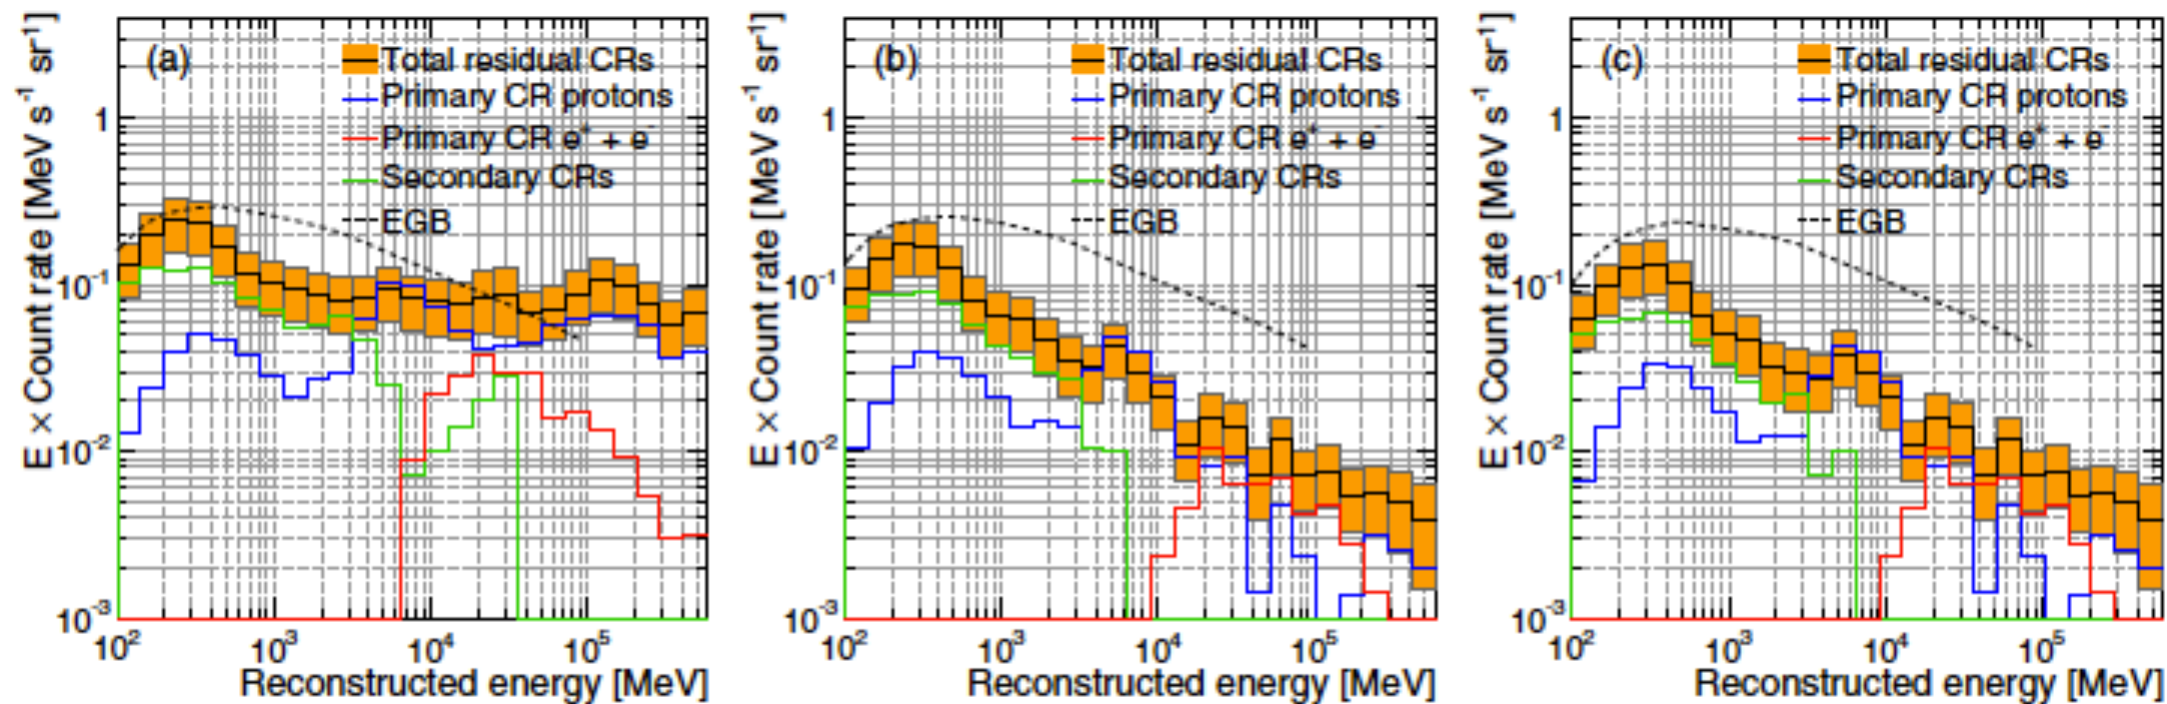 (a)
Total residual CRs
Primary CR protons
Primary CR e⁺ + e⁻
Secondary CRs
EGB
E × Count rate [MeV s⁻¹ sr⁻¹]
1
10⁻¹
10⁻²
10⁻³
10² 10³ 10⁴ 10⁵
Reconstructed energy [MeV]
(b)
Total residual CRs
Primary CR protons
Primary CR e⁺ + e⁻
Secondary CRs
EGB
E × Count rate [MeV s⁻¹ sr⁻¹]
1
10⁻¹
10⁻²
10⁻³
10² 10³ 10⁴ 10⁵
Reconstructed energy [MeV]
(c)
Total residual CRs
Primary CR protons
Primary CR e⁺ + e⁻
Secondary CRs
EGB
E × Count rate [MeV s⁻¹ sr⁻¹]
1
10⁻¹
10⁻²
10⁻³
10² 10³ 10⁴ 10⁵
Reconstructed energy [MeV]